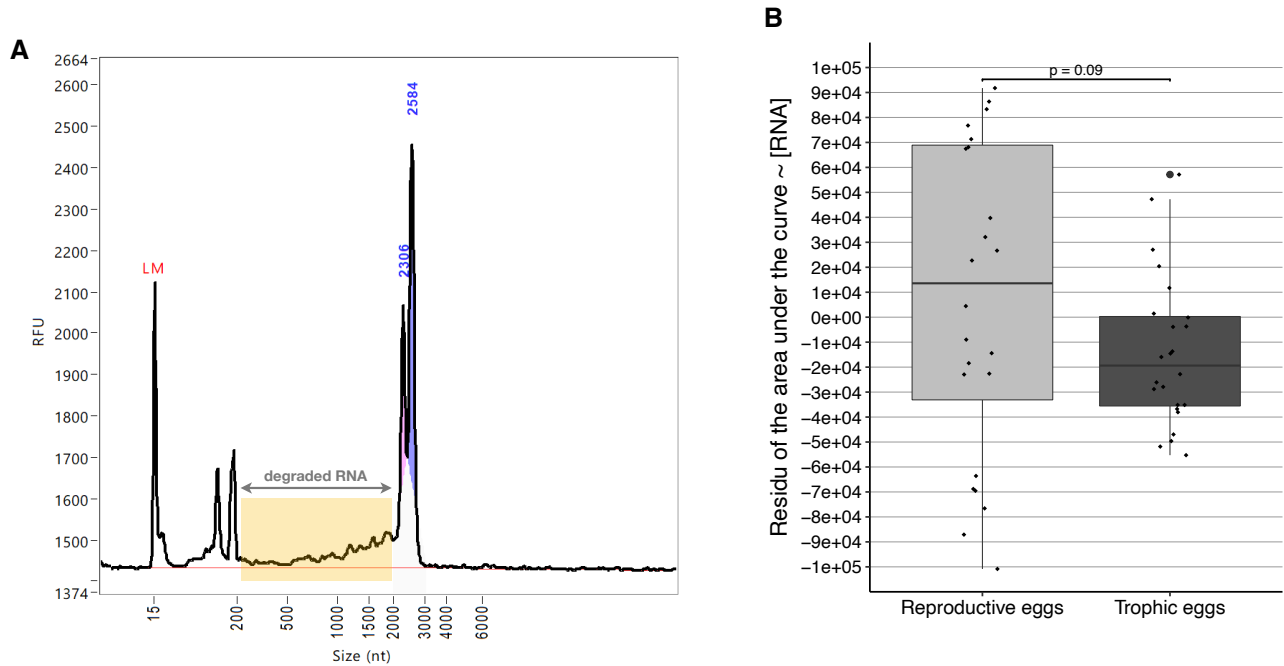 A
2664
2600
2500
2400
2300
2200
2100
2000
1900
1800
1700
1600
1500
1374
RFU
LM
2306
2584
degraded RNA
15
200
500
1000
1500
2000
3000
4000
6000
Size (nt)
B
Residu of the area under the curve ~ [RNA]
1e+05
9e+04
8e+04
7e+04
6e+04
5e+04
4e+04
3e+04
2e+04
1e+04
0e+00
−1e+04
−2e+04
−3e+04
−4e+04
−5e+04
−6e+04
−7e+04
−8e+04
−9e+04
−1e+05
p = 0.09
Reproductive eggs
Trophic eggs